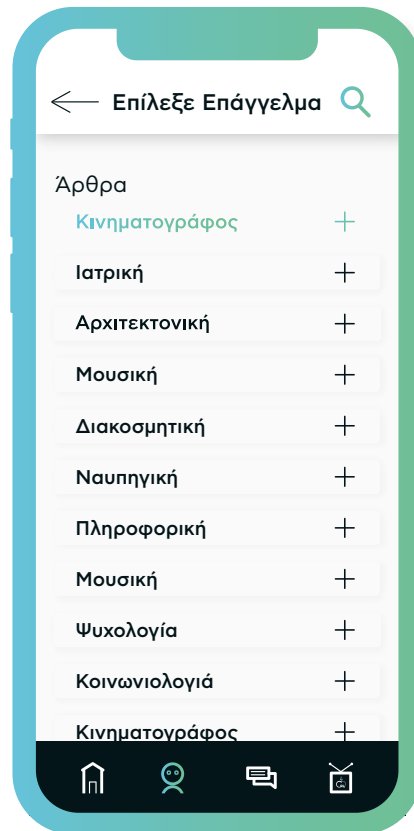 Επίλεξε Επάγγελμα
Άρθρα
Κινηματογράφος
Ιατρική
Αρχιτεκτονική
Μουσική
Διακοσμητική
Ναυπηγική
Πληροφορική
Μουσική
Ψυχολογία
Κοινωνιολογιά
Κινηματογράφος